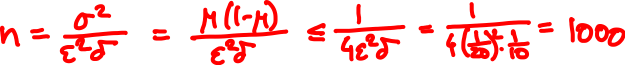 n = σ²/(ε²δ) = μ(1-μ)/(ε²δ) ≤ 1/(4ε²δ) = 1/(4(1/20)²·1/10) = 1000